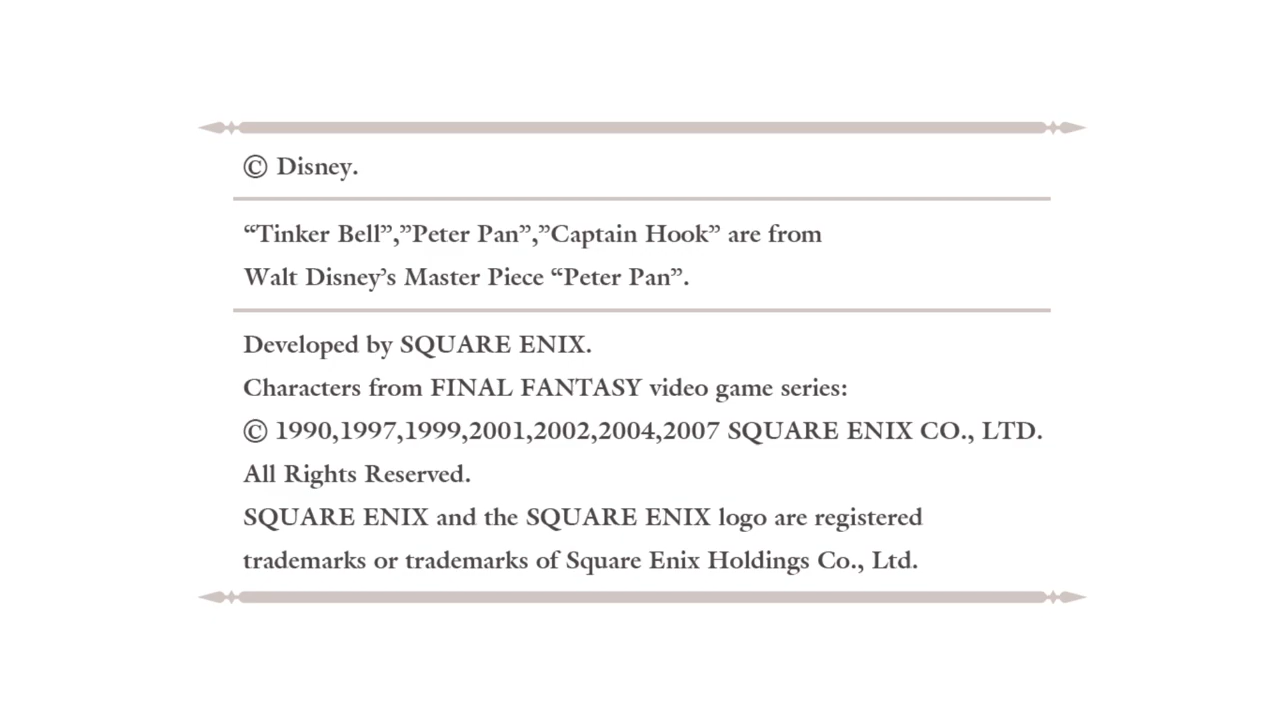 © Disney.
“Tinker Bell”,”Peter Pan”,”Captain Hook” are from
Walt Disney’s Master Piece “Peter Pan”.
Developed by SQUARE ENIX.
Characters from FINAL FANTASY video game series:
© 1990,1997,1999,2001,2002,2004,2007 SQUARE ENIX CO., LTD.
All Rights Reserved.
SQUARE ENIX and the SQUARE ENIX logo are registered
trademarks or trademarks of Square Enix Holdings Co., Ltd.